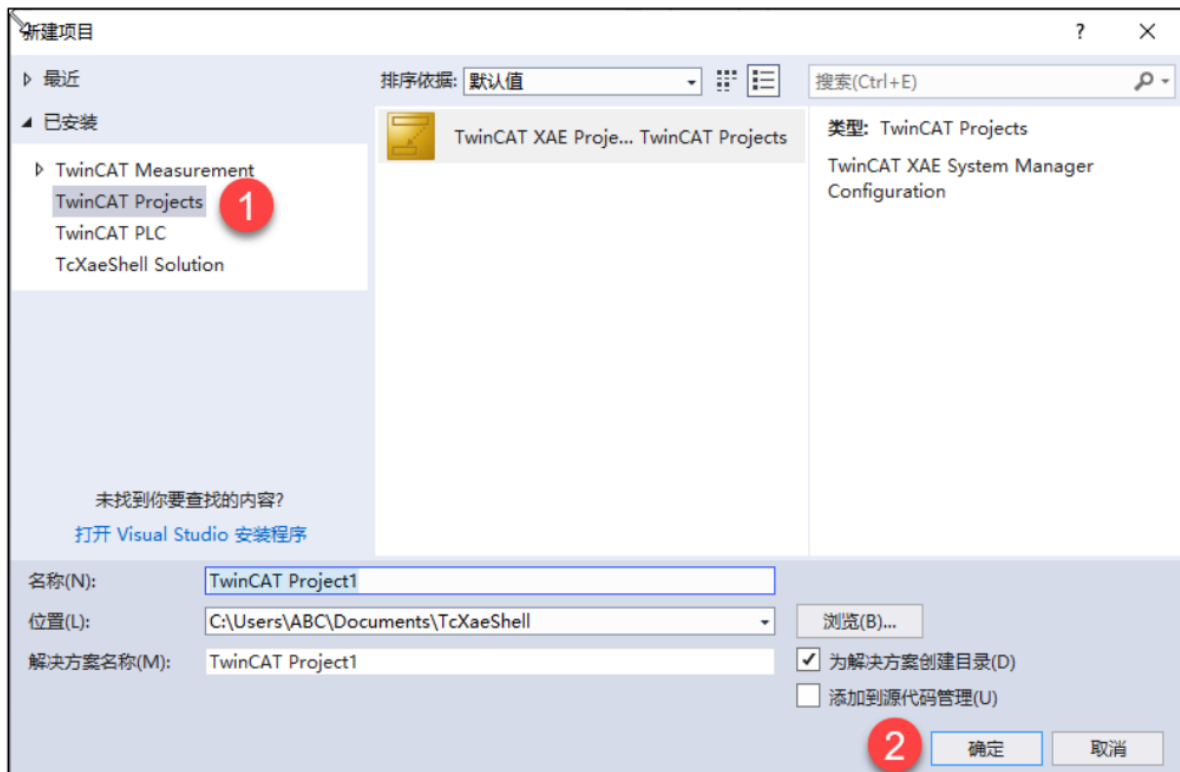 新建项目
?
最近
排序依据: 默认值
搜索(Ctrl+E)
已安装
TwinCAT Measurement
TwinCAT Projects
1
TwinCAT PLC
TcXaeShell Solution
TwinCAT XAE Proje... TwinCAT Projects
类型: TwinCAT Projects
TwinCAT XAE System Manager
Configuration
未找到你要查找的内容?
打开 Visual Studio 安装程序
名称(N): TwinCAT Project1
位置(L): C:\Users\ABC\Documents\TcXaeShell 浏览(B)...
解决方案名称(M): TwinCAT Project1 为解决方案创建目录(D)
添加到源代码管理(U)
2 确定 取消